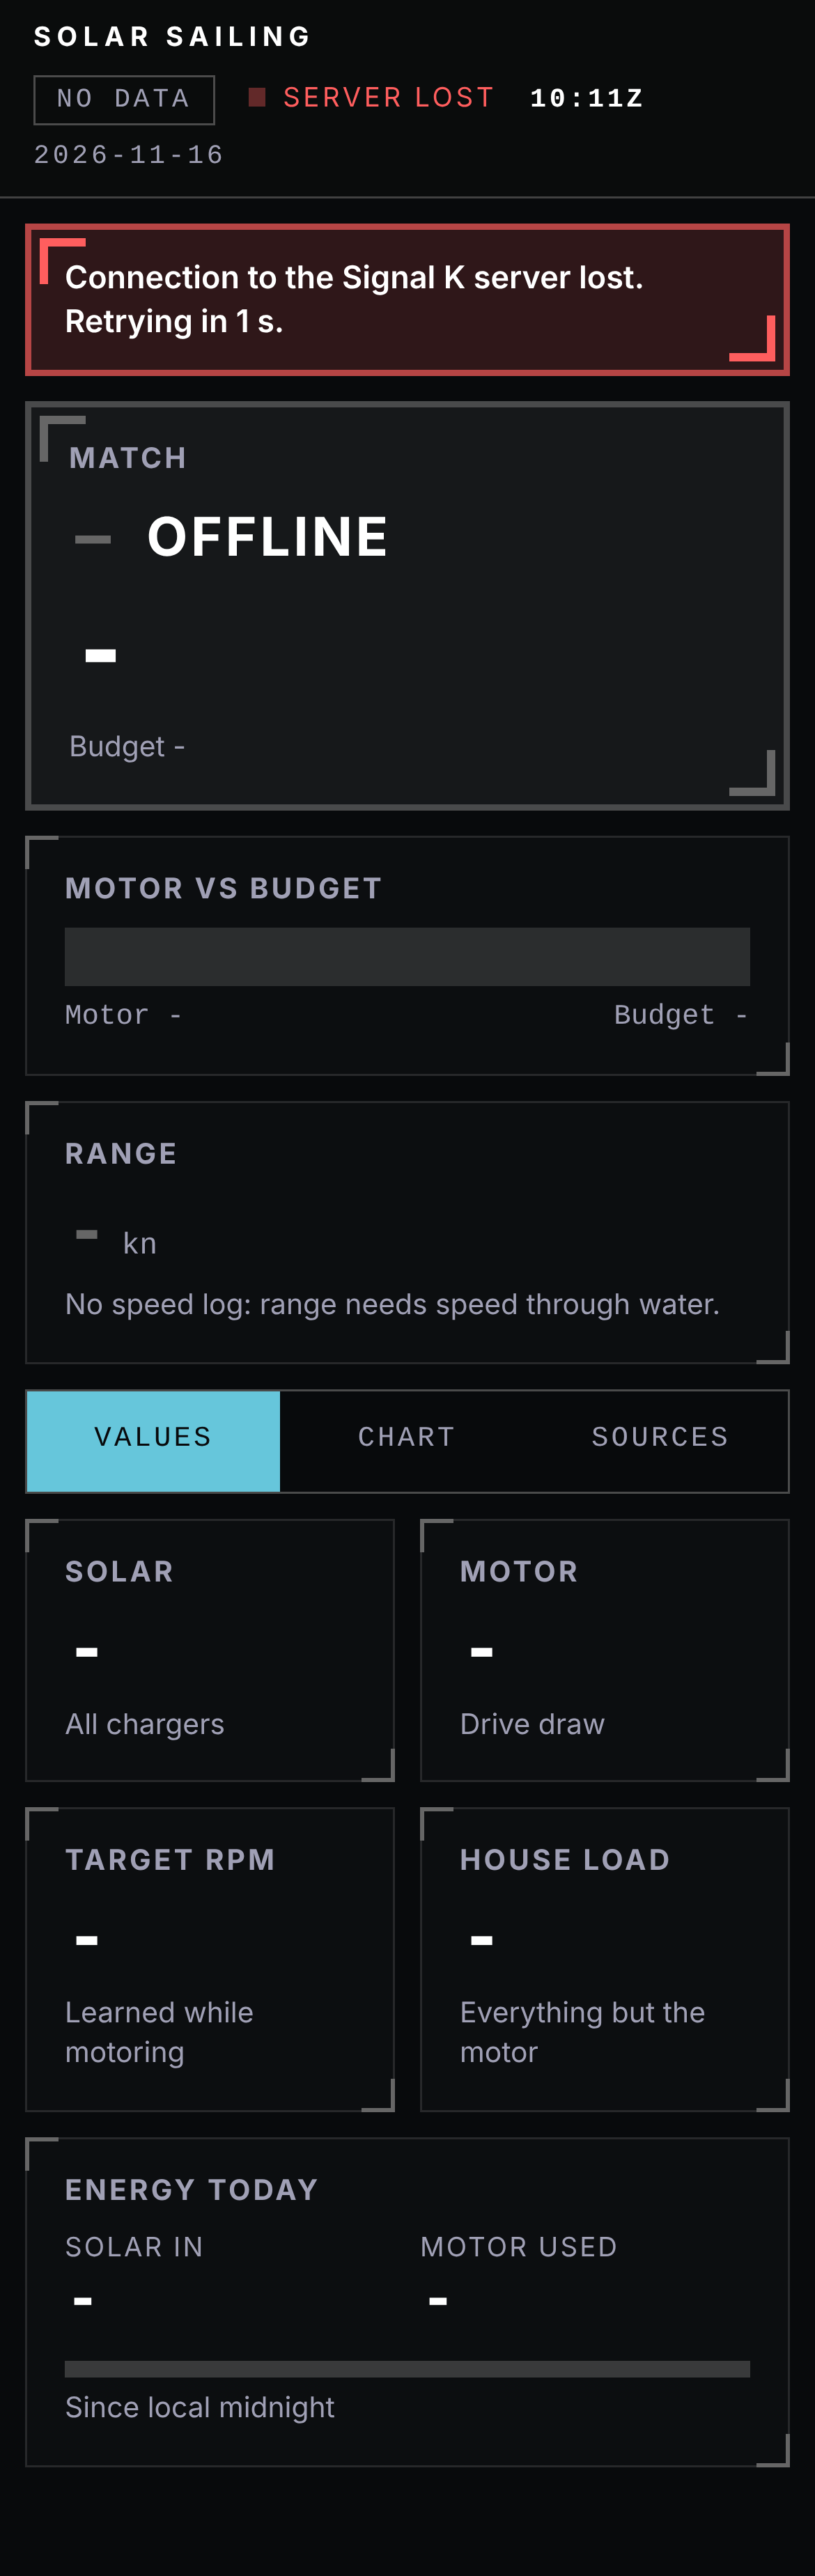 SOLAR SAILING
NO DATA SERVER LOST 10:11Z
2026-11-16
Connection to the Signal K server lost.
Retrying in 1 s.
MATCH
– OFFLINE
-
Budget -
MOTOR VS BUDGET
Motor - Budget -
RANGE
- kn
No speed log: range needs speed through water.
VALUES CHART SOURCES
SOLAR
-
All chargers
MOTOR
-
Drive draw
TARGET RPM
-
Learned while
motoring
HOUSE LOAD
-
Everything but the
motor
ENERGY TODAY
SOLAR IN MOTOR USED
- -
Since local midnight